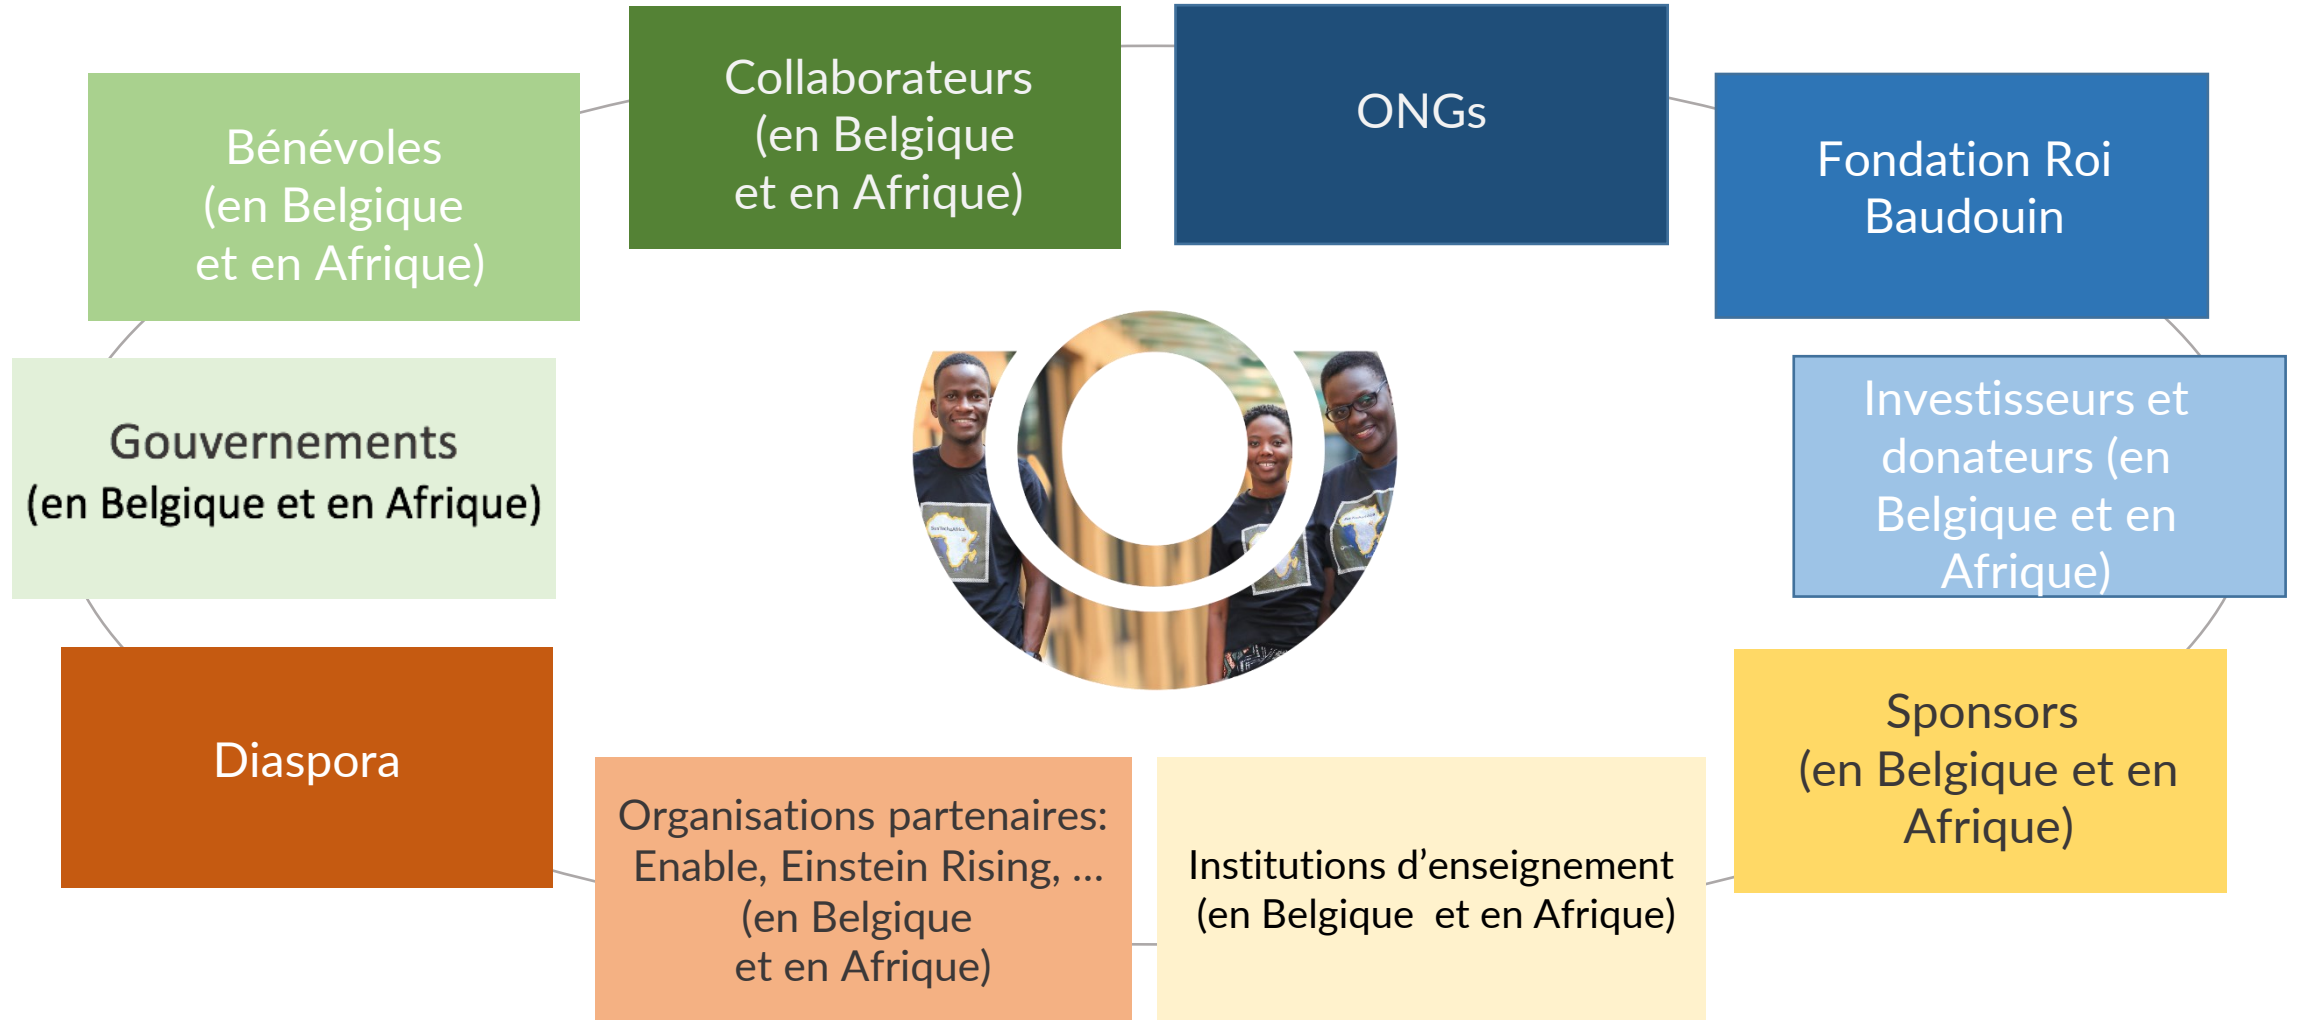 Collaborateurs
(en Belgique
et en Afrique)
ONGs
Fondation Roi
Baudouin
Investisseurs et
donateurs (en
Belgique et en
Afrique)
Sponsors
(en Belgique et en
Afrique)
Institutions d’enseignement
(en Belgique  et en Afrique)
Organisations partenaires:
Enable, Einstein Rising, ...
(en Belgique
et en Afrique)
Diaspora
Gouvernements
(en Belgique et en Afrique)
Bénévoles
(en Belgique
et en Afrique)